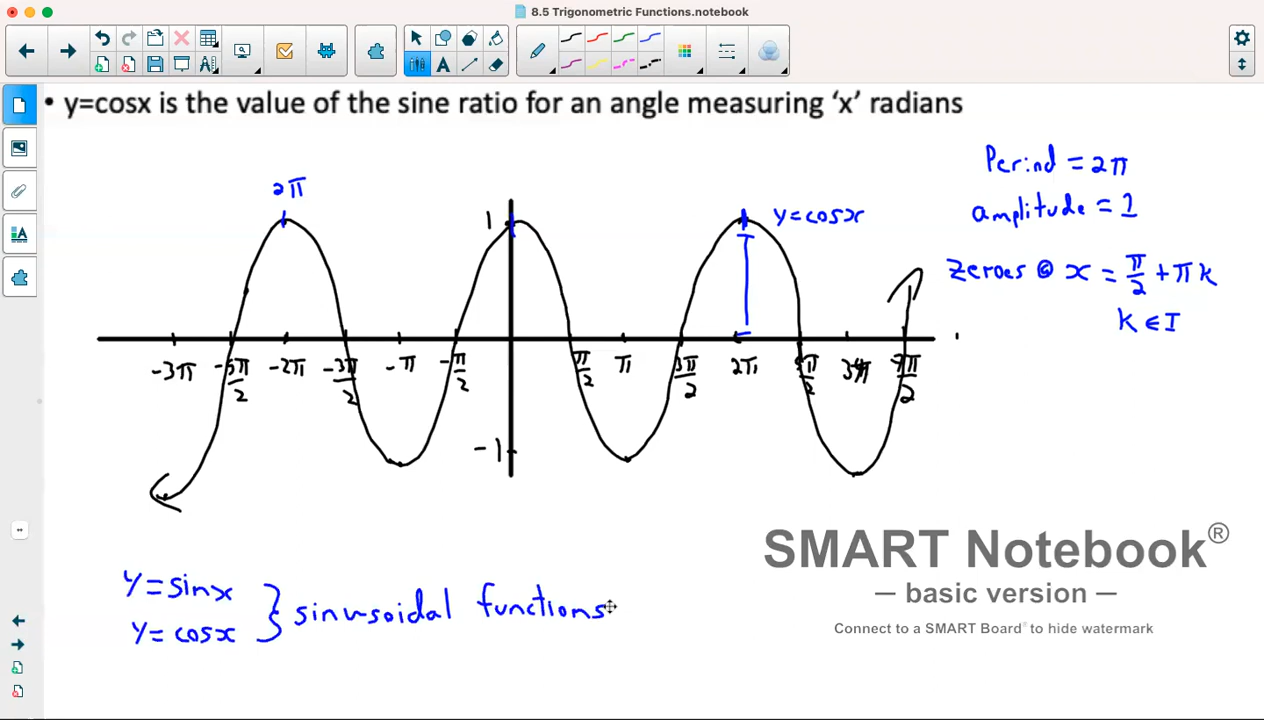 8.5 Trigonometric Functions.notebook
• y=cosx is the value of the sine ratio for an angle measuring ‘x’ radians
Period = 2π
2π
amplitude = 1
1
y=cosx
zeroes @ x = π/2 + πk
k ∈ I
-3π -5π/2 -2π -3π/2 -π -π/2 π/2 π 3π/2 2π 5π/2 3π 7π/2
-1
SMART Notebook®
— basic version —
Connect to a SMART Board® to hide watermark
y=sinx
y=cosx } sinusoidal functions